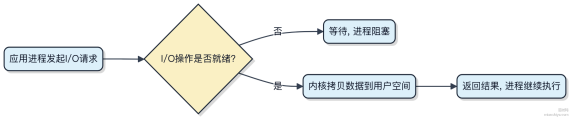 应用进程发起I/O请求
I/O操作是否就绪?
否
等待, 进程阻塞
是
内核拷贝数据到用户空间
返回结果, 进程继续执行